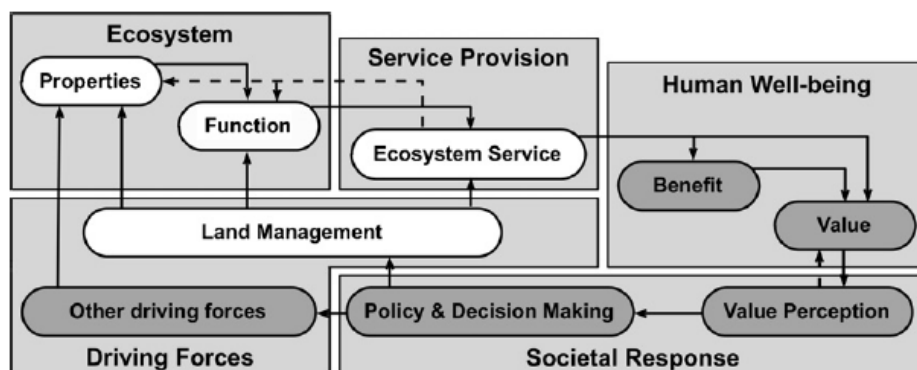 Ecosystem
Properties
Function
Service Provision
Ecosystem Service
Human Well-being
Benefit
Value
Land Management
Other driving forces
Driving Forces
Policy & Decision Making
Value Perception
Societal Response